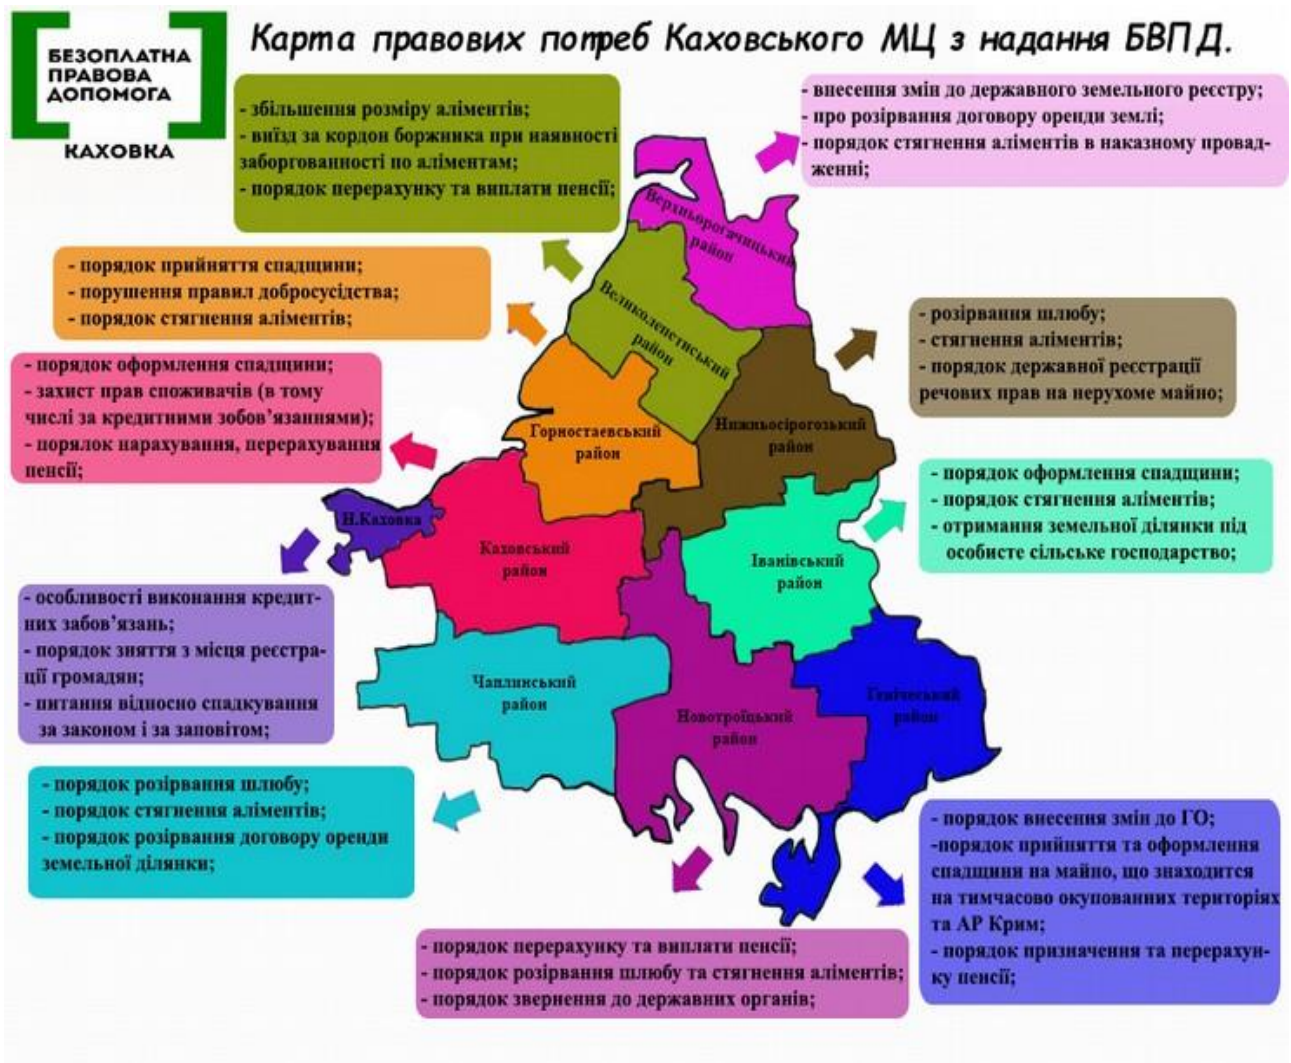 БЕЗОПЛАТНА
ПРАВОВА
ДОПОМОГА
КАХОВКА
Карта правових потреб Каховського МЦ з надання БВПД.
- збільшення розміру аліментів;
- виїзд за кордон боржника при наявності
заборгованності по аліментам;
- порядок перерахунку та виплати пенсії;
- внесення змін до державного земельного реєстру;
- про розірвання договору оренди землі;
- порядок стягнення аліментів в наказному провад-
женні;
- порядок прийняття спадщини;
- порушення правил добросусідства;
- порядок стягнення аліментів;
- розірвання шлюбу;
- стягнення аліментів;
- порядок державної реєстрації
речових прав на нерухоме майно;
- порядок оформлення спадщини;
- захист прав споживачів (в тому
числі за кредитними зобов’язаннями);
- порялок нарахування, перерахування
пенсії;
- порядок оформлення спадщини;
- порядок стягнення аліментів;
- отримання земельної ділянки під
особисте сільське господарство;
Верхньорогачицький
район
Великолепетиський
район
Горностаевський
район
Нижньосірогозький
район
Н.Каховка
Каховський
район
Іванівський
район
Чаплинський
район
Новотроїцький
район
Генічеський
район
- особливості виконання кредит-
них забов’язань;
- порядок зняття з місця реєстра-
ції громадян;
- питання відносно спадкування
за законом і за заповітом;
- порядок розірвання шлюбу;
- порядок стягнення аліментів;
- порядок розірвання договору оренди
земельної ділянки;
- порядок перерахунку та виплати пенсії;
- порядок розірвання шлюбу та стягнення аліментів;
- порядок звернення до державних органів;
- порядок внесення змін до ГО;
-порядок прийняття та оформлення
спадщини на майно, що знаходится
на тимчасово окупованних територіях
та АР Крим;
- порядок призначення та перерахун-
ку пенсії;